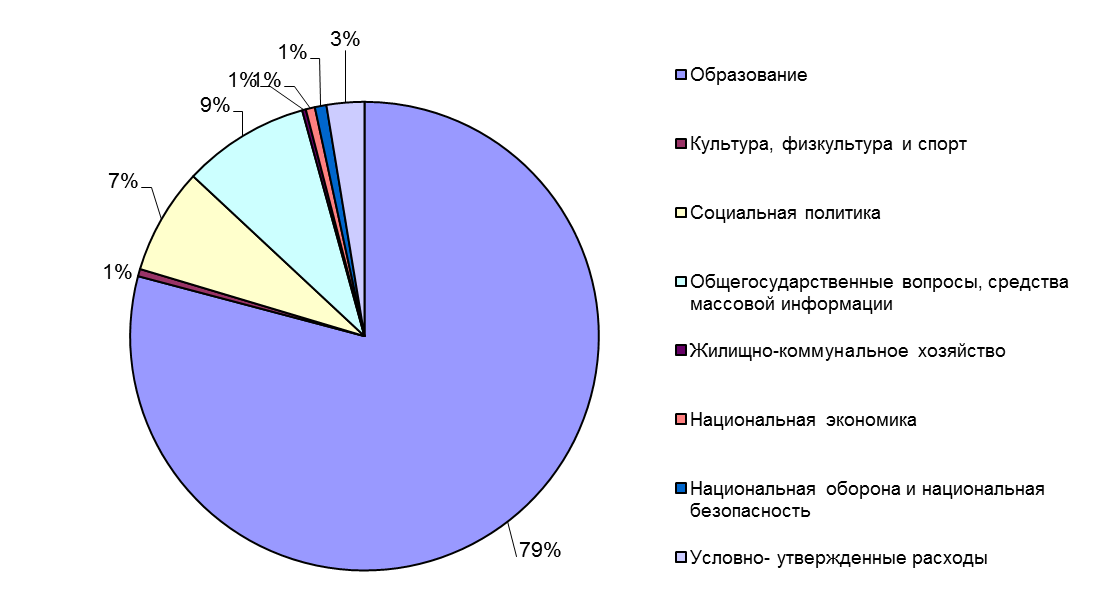 3%
1%
1%
1%
9%
7%
1%
79%
Образование
Культура, физкультура и спорт
Социальная политика
Общегосударственные вопросы, средства
массовой информации
Жилищно-коммунальное хозяйство
Национальная экономика
Национальная оборона и национальная
безопасность
Условно- утвержденные расходы